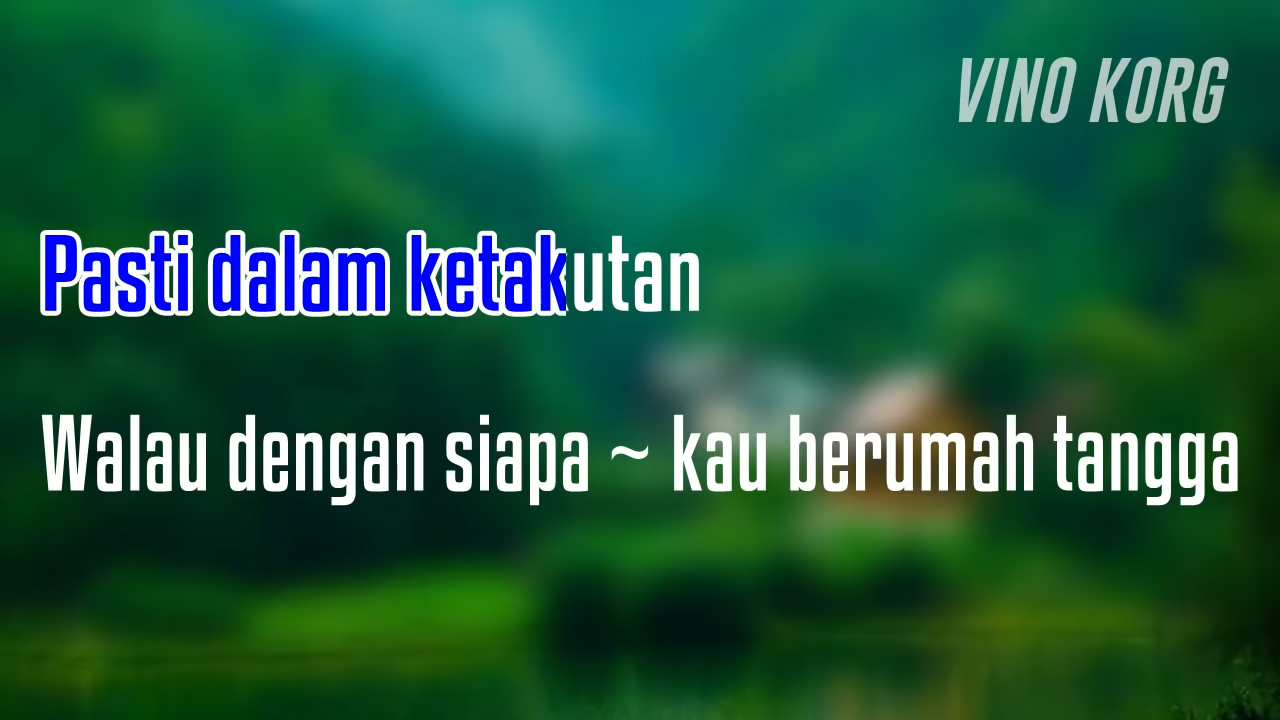 VINO KORG
Pasti dalam ketakutan
Walau dengan siapa ~ kau berumah tangga